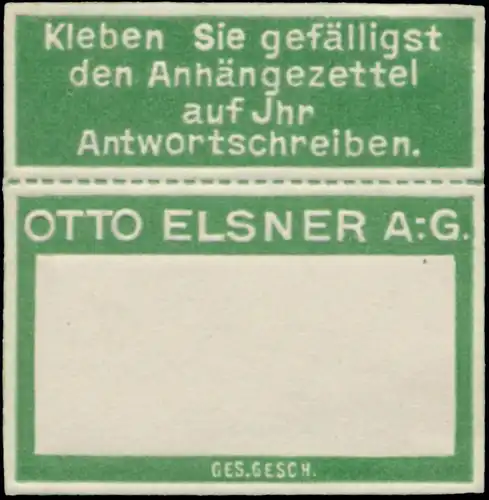 Kleben Sie gefälligst
den Anhängezettel
auf Jhr
Antwortschreiben.
OTTO ELSNER A:G.
GES.GESCH.